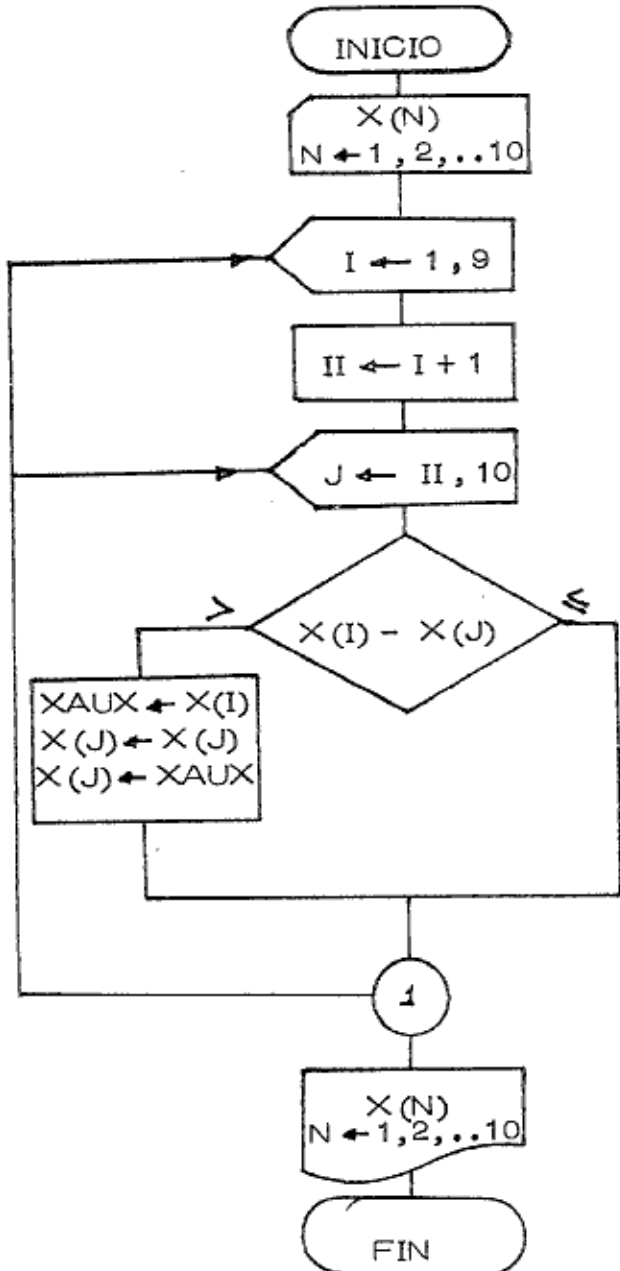 INICIO
X(N)
N ← 1, 2, ..10
I ← 1, 9
II ← I + 1
J ← II, 10
>
≤
X(I) - X(J)
XAUX ← X(I)
X(J) ← X(J)
X(J) ← XAUX
1
X(N)
N ← 1, 2, ..10
FIN